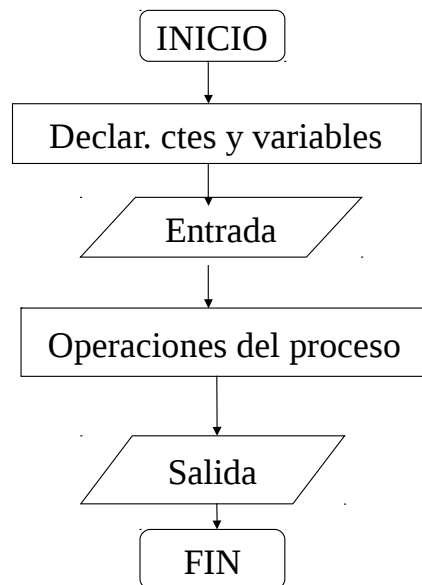 INICIO
Declar. ctes y variables
Entrada
Operaciones del proceso
Salida
FIN